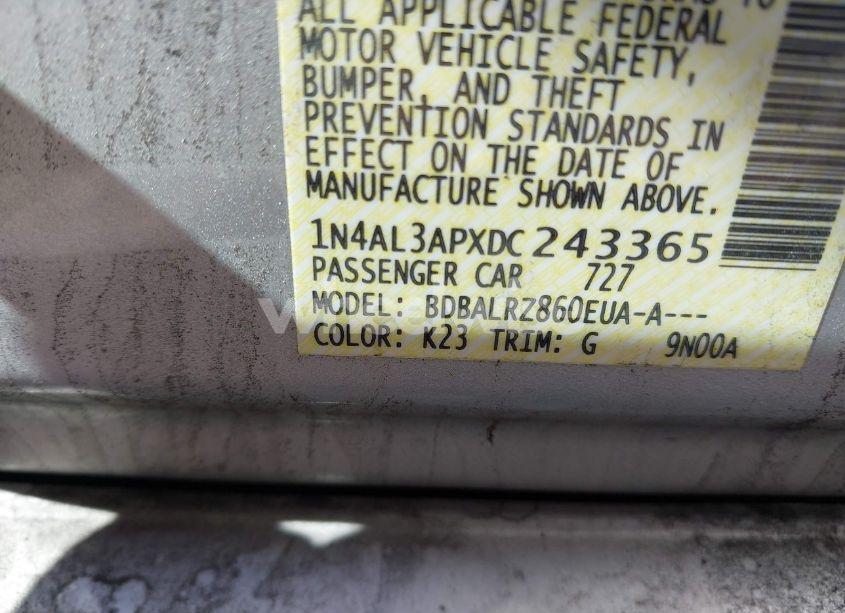 ALL APPLICABLE FEDERAL
MOTOR VEHICLE SAFETY,
BUMPER, AND THEFT
PREVENTION STANDARDS IN
EFFECT ON THE DATE OF
MANUFACTURE SHOWN ABOVE.
1N4AL3APXDC243365
PASSENGER CAR 727
MODEL: BDBALRZ860EUA-A---
COLOR: K23 TRIM: G 9N00A